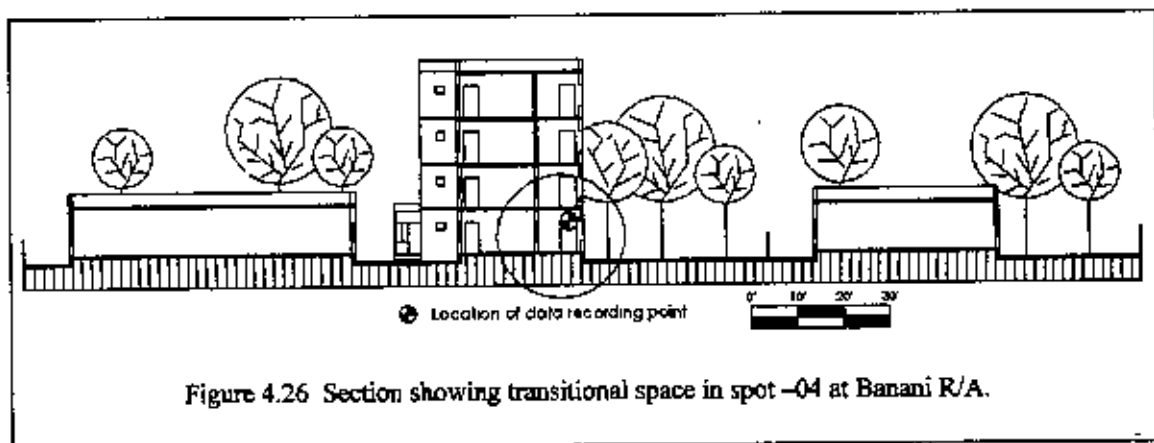 0' 10' 20' 30'
Location of data recording point
Figure 4.26 Section showing transitional space in spot –04 at Banani R/A.